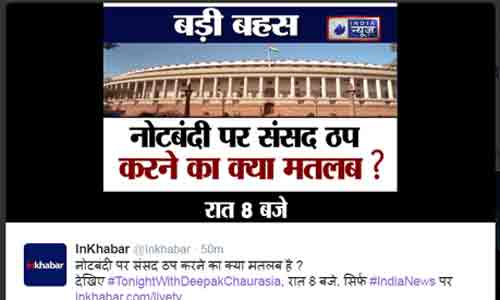 बड़ी बहस
INDIA
न्यूज़
नोटबंदी पर संसद ठप
करने का क्या मतलब ?
रात 8 बजे
InKhabar @Inkhabar · 50m
inkhabar
नोटबंदी पर संसद ठप करने का क्या मतलब है ?
देखिए #TonightWithDeepakChaurasia, रात 8 बजे, सिर्फ #IndiaNews पर
inkhabar.com/livetv